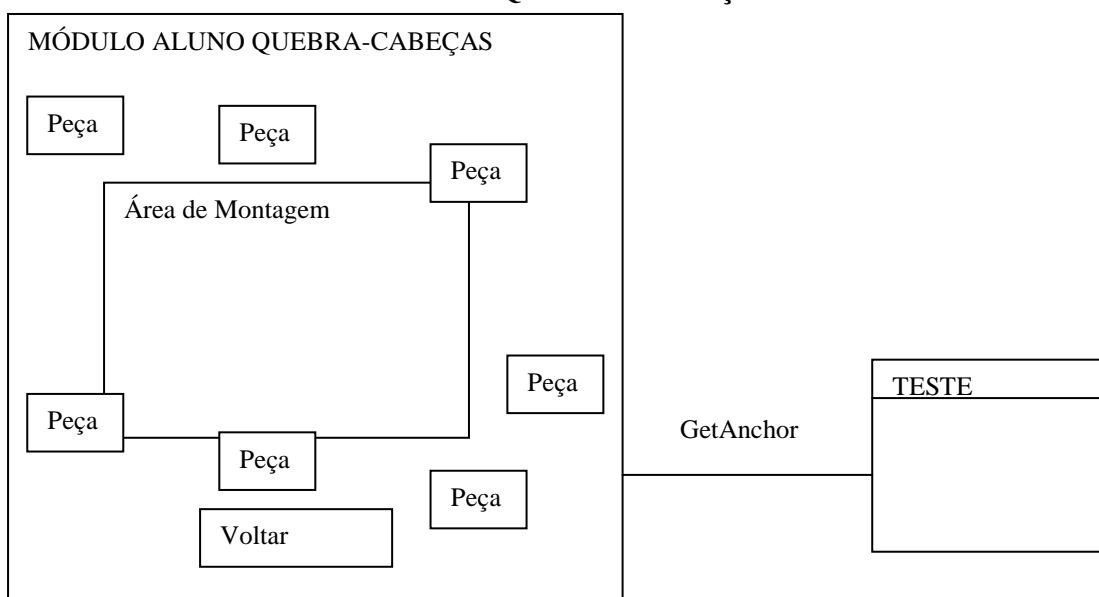 MÓDULO ALUNO QUEBRA-CABEÇAS
Peça
Peça
Peça
Área de Montagem
Peça
Peça
Peça
Peça
Voltar
GetAnchor
TESTE